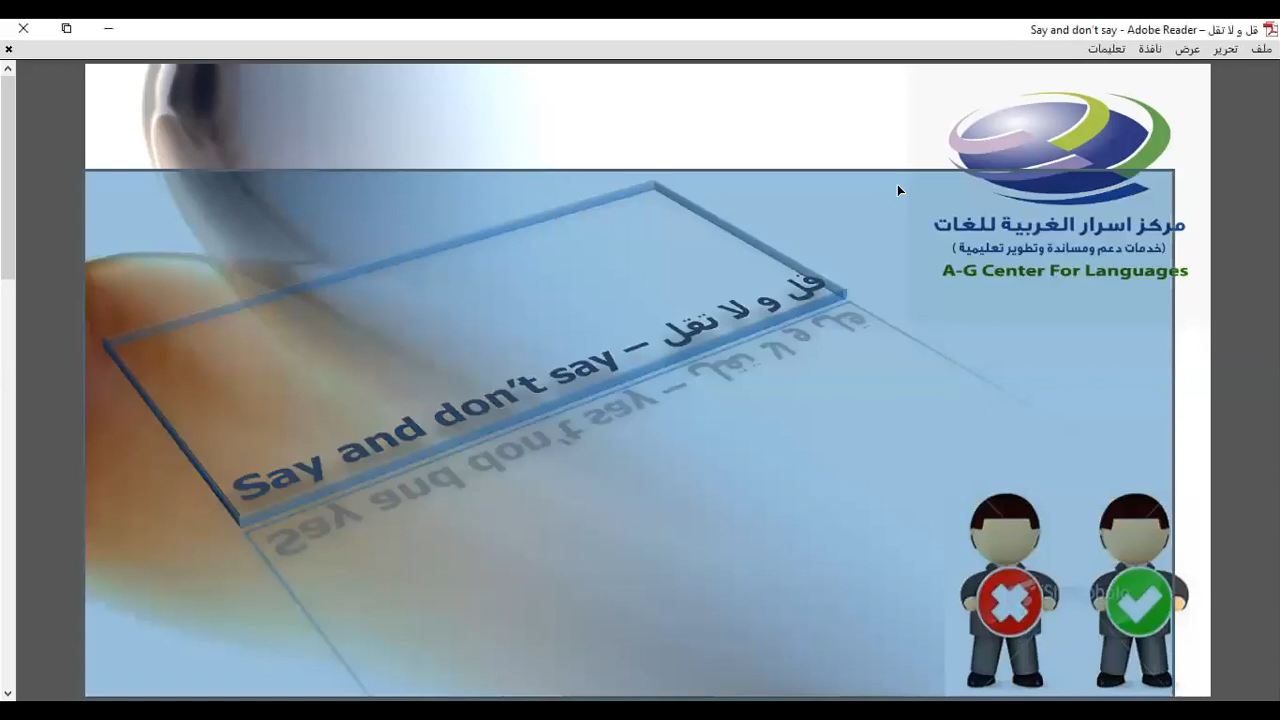 قل و لا تقل – Say and don't say - Adobe Reader
ملف تحرير عرض نافذة تعليمات
مركز اسرار الغربية للغات
(خدمات دعم ومساندة وتطوير تعليمية )
A-G Center For Languages
Say and don't say – قل و لا تقل